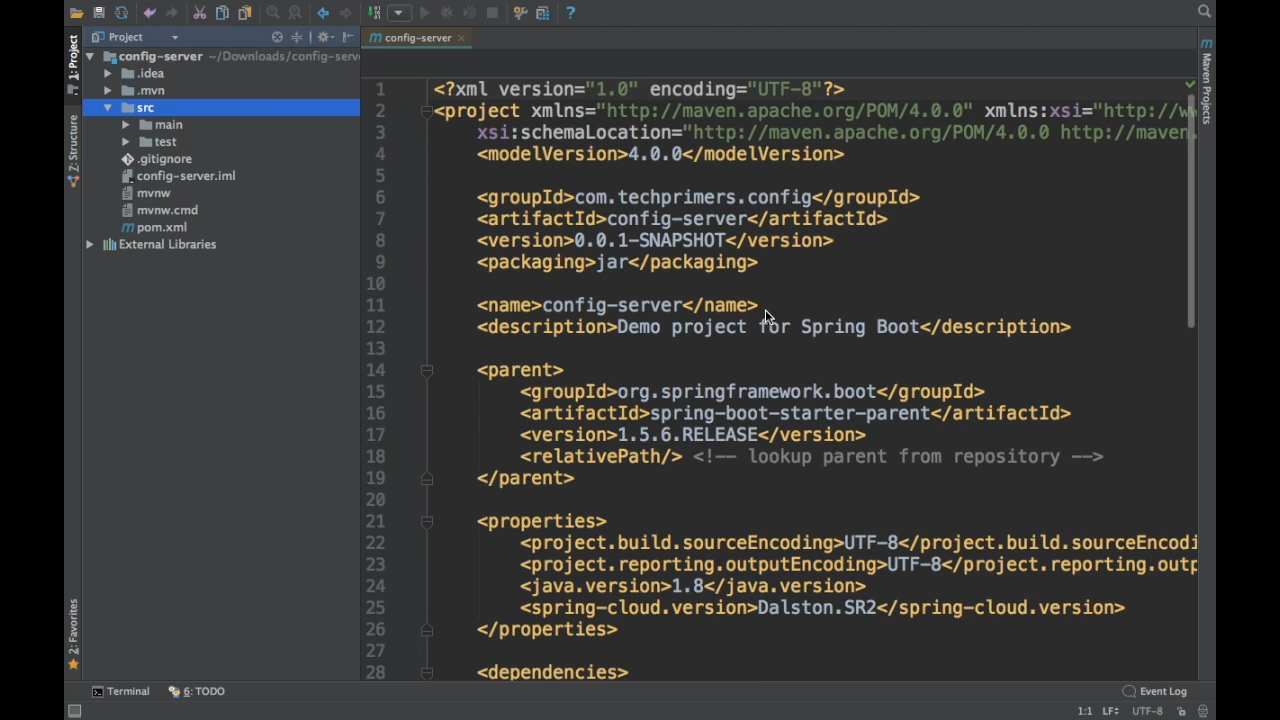 Project
config-server ~/Downloads/config-serv
.idea
.mvn
src
main
test
.gitignore
config-server.iml
mvnw
mvnw.cmd
pom.xml
External Libraries
1: Project
7: Structure
2: Favorites
config-server
1 <?xml version="1.0" encoding="UTF-8"?>
2 <project xmlns="http://maven.apache.org/POM/4.0.0" xmlns:xsi="http://w
3 xsi:schemaLocation="http://maven.apache.org/POM/4.0.0 http://maven.
4 <modelVersion>4.0.0</modelVersion>
5
6 <groupId>com.techprimers.config</groupId>
7 <artifactId>config-server</artifactId>
8 <version>0.0.1-SNAPSHOT</version>
9 <packaging>jar</packaging>
10
11 <name>config-server</name>
12 <description>Demo project for Spring Boot</description>
13
14 <parent>
15 <groupId>org.springframework.boot</groupId>
16 <artifactId>spring-boot-starter-parent</artifactId>
17 <version>1.5.6.RELEASE</version>
18 <relativePath/> <!-- lookup parent from repository -->
19 </parent>
20
21 <properties>
22 <project.build.sourceEncoding>UTF-8</project.build.sourceEncodi
23 <project.reporting.outputEncoding>UTF-8</project.reporting.outp
24 <java.version>1.8</java.version>
25 <spring-cloud.version>Dalston.SR2</spring-cloud.version>
26 </properties>
27
28 <dependencies>
Maven Projects
Terminal
6: TODO
Event Log
1:1 LF UTF-8